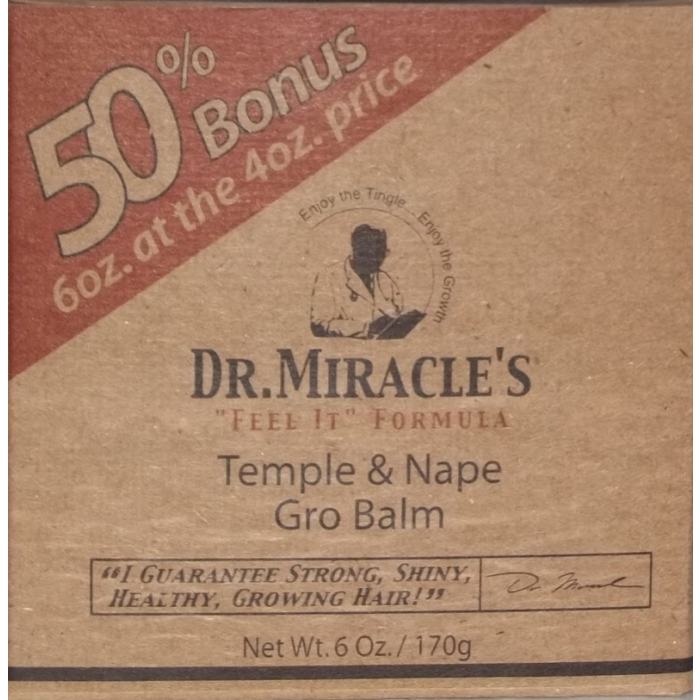 50% Bonus
6oz. at the 4oz. price
Enjoy the Tingle... Enjoy the Growth
DR. MIRACLE'S
"FEEL IT" FORMULA
Temple & Nape
Gro Balm
“I GUARANTEE STRONG, SHINY,
HEALTHY, GROWING HAIR!”
Net Wt. 6 Oz. / 170g